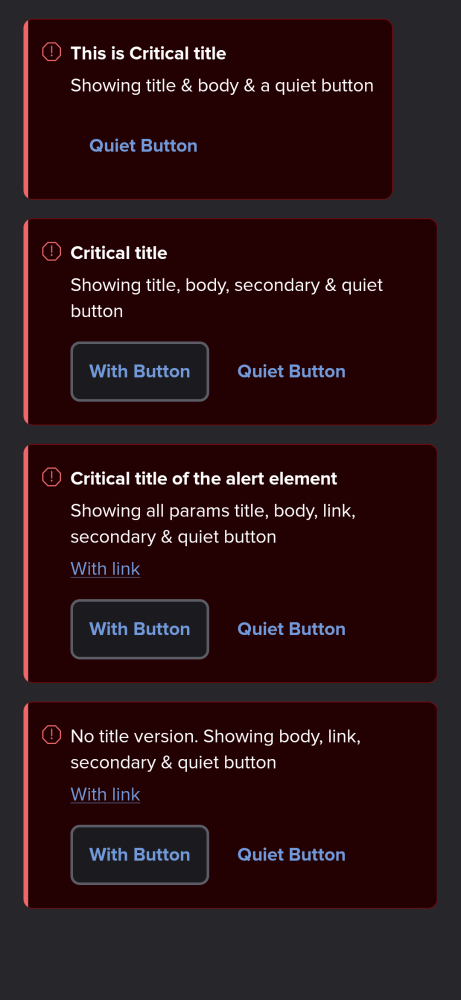 This is Critical title
Showing title & body & a quiet button
Quiet Button
Critical title
Showing title, body, secondary & quiet
button
With Button
Quiet Button
Critical title of the alert element
Showing all params title, body, link,
secondary & quiet button
With link
With Button
Quiet Button
No title version. Showing body, link,
secondary & quiet button
With link
With Button
Quiet Button